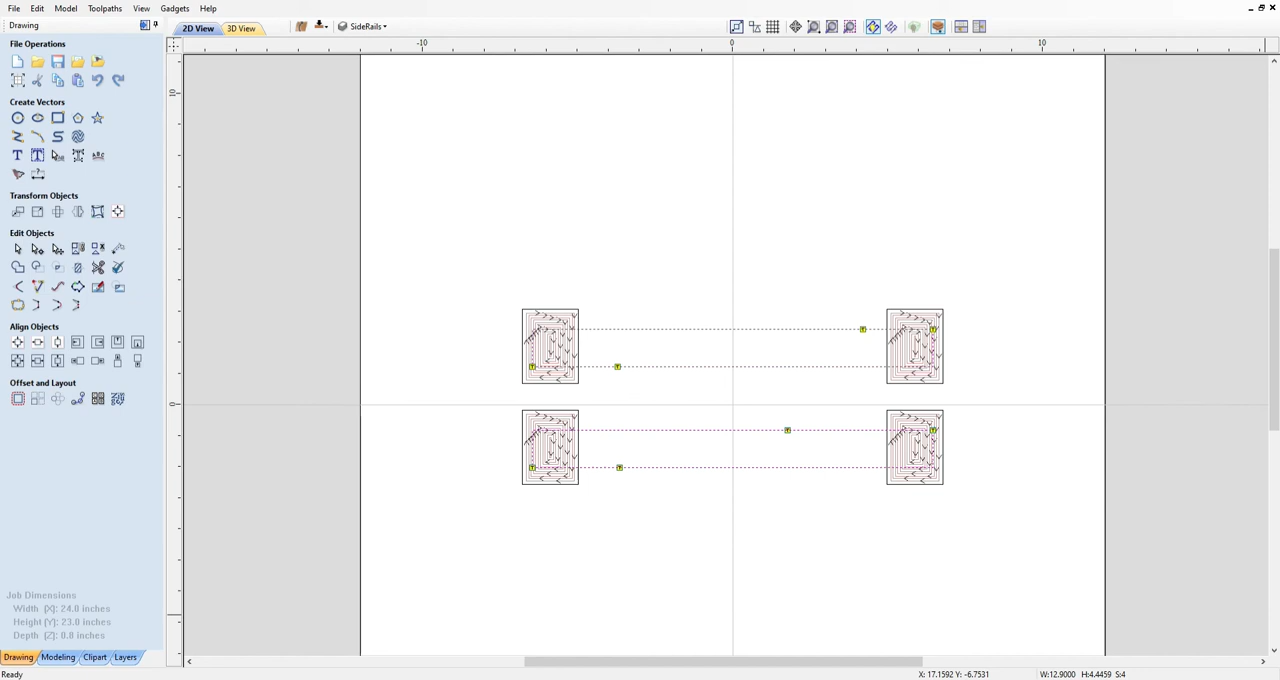 File Edit Model Toolpaths View Gadgets Help
Drawing
2D View 3D View SideRails
File Operations
-10 0 10
10
Create Vectors
Transform Objects
Edit Objects
Align Objects
Offset and Layout
0
T T
T T
T T
T T
Job Dimensions
Width (X): 24.0 inches
Height (Y): 23.0 inches
Depth (Z): 0.8 inches
Drawing Modeling Clipart Layers
Ready X: 17.1592 Y: -6.7531 W:12.9000 H:4.4459 S:4